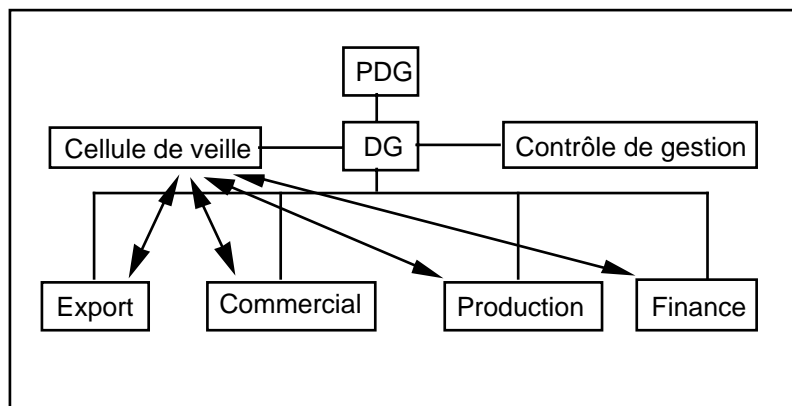 PDG
Cellule de veille
DG
Contrôle de gestion
Export
Commercial
Production
Finance